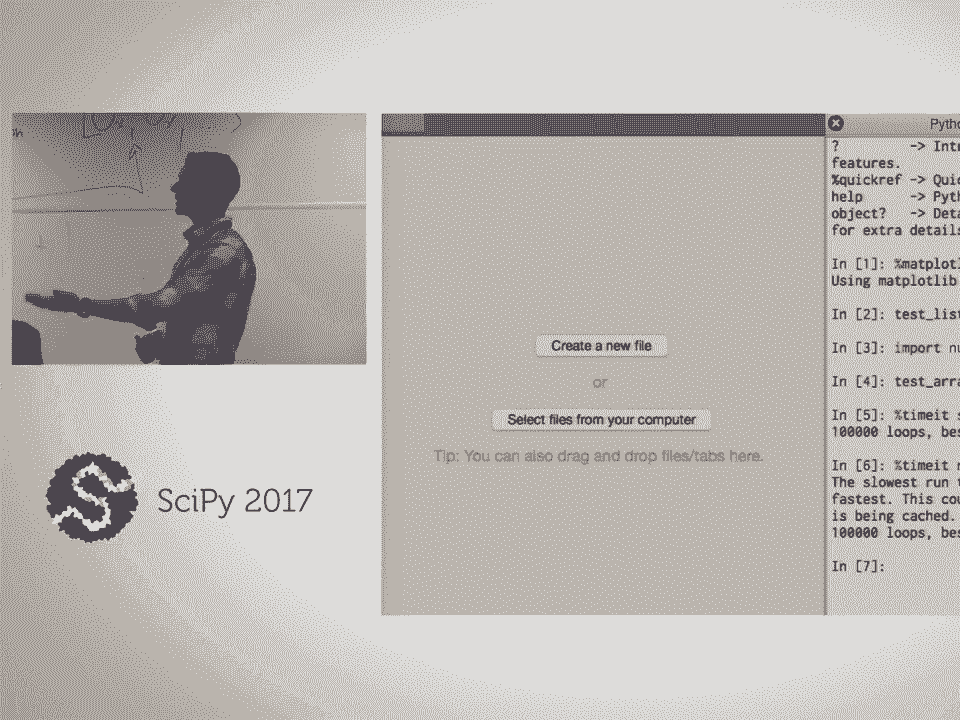 SciPy 2017
Create a new file
or
Select files from your computer
Tip: You can also drag and drop files/tabs here.
Pytho
? -> Intr
features.
%quickref -> Quic
help -> Pyth
object? -> Deta
for extra details
In [1]: %matplotl
Using matplotlib
In [2]: test_list
In [3]: import nu
In [4]: test_arra
In [5]: %timeit s
100000 loops, bes
In [6]: %timeit n
The slowest run t
fastest. This cou
is being cached.
100000 loops, bes
In [7]: